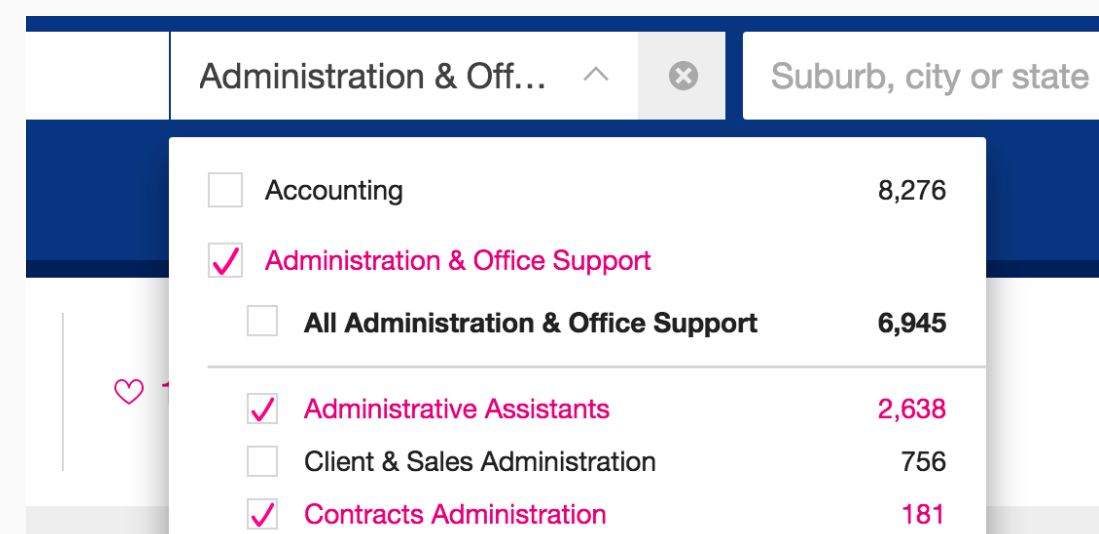 Administration & Off...
Suburb, city or state
Accounting 8,276
Administration & Office Support
All Administration & Office Support 6,945
Administrative Assistants 2,638
Client & Sales Administration 756
Contracts Administration 181